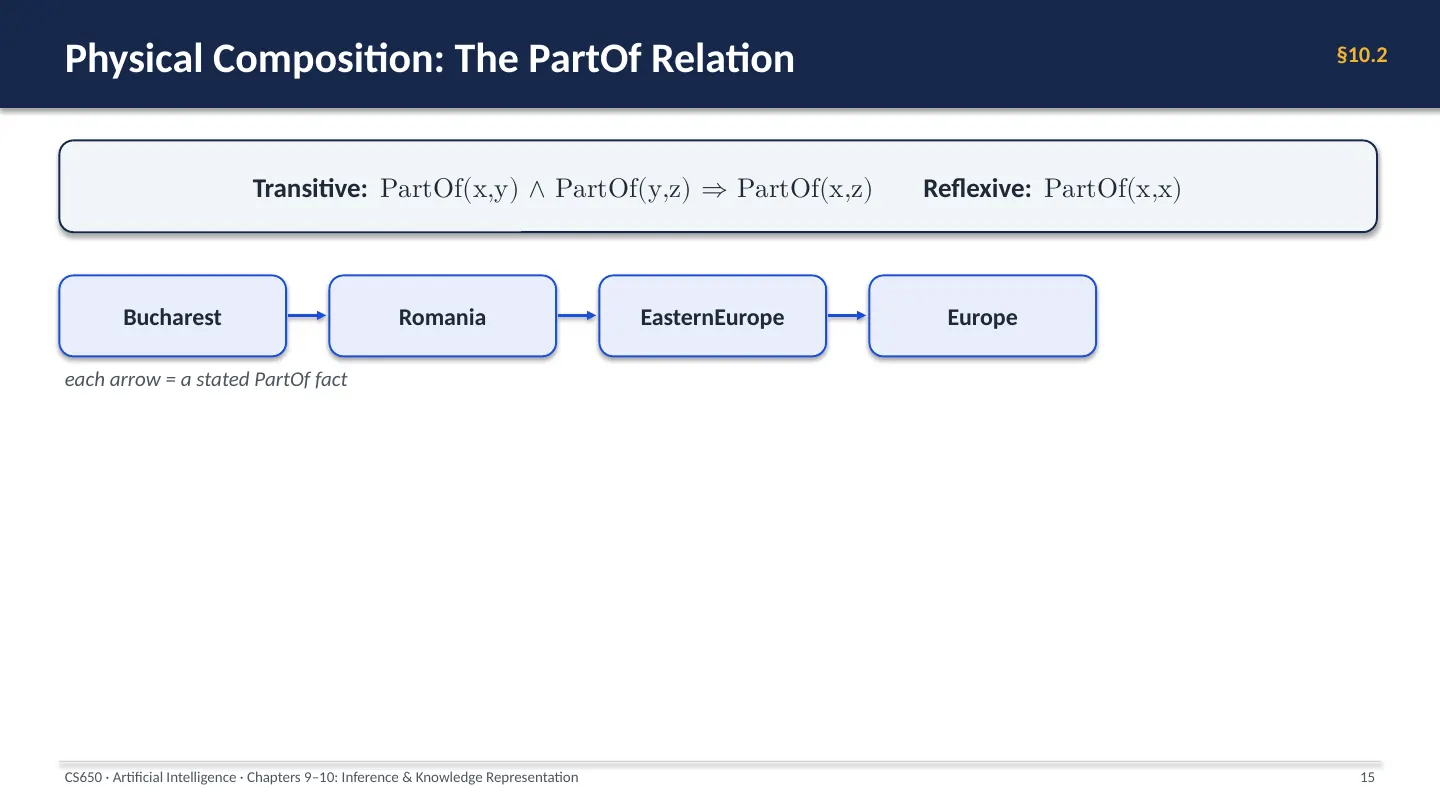 Physical Composition: The PartOf Relation
§10.2
Transitive: PartOf(x,y) ∧ PartOf(y,z) ⇒ PartOf(x,z) Reflexive: PartOf(x,x)
Bucharest
Romania
EasternEurope
Europe
each arrow = a stated PartOf fact
CS650 · Artificial Intelligence · Chapters 9–10: Inference & Knowledge Representation
15